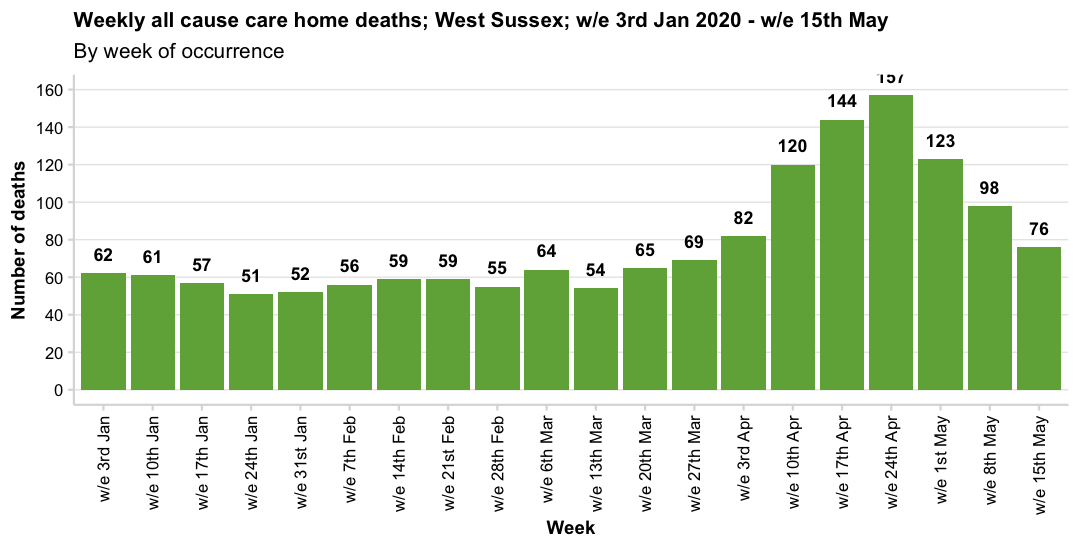 Weekly all cause care home deaths; West Sussex; w/e 3rd Jan 2020 - w/e 15th May
By week of occurrence
Number of deaths
160
140
120
100
80
60
40
20
0
62
61
57
51
52
56
59
59
55
64
54
65
69
82
120
144
157
123
98
76
w/e 3rd Jan
w/e 10th Jan
w/e 17th Jan
w/e 24th Jan
w/e 31st Jan
w/e 7th Feb
w/e 14th Feb
w/e 21st Feb
w/e 28th Feb
w/e 6th Mar
w/e 13th Mar
w/e 20th Mar
w/e 27th Mar
w/e 3rd Apr
w/e 10th Apr
w/e 17th Apr
w/e 24th Apr
w/e 1st May
w/e 8th May
w/e 15th May
Week